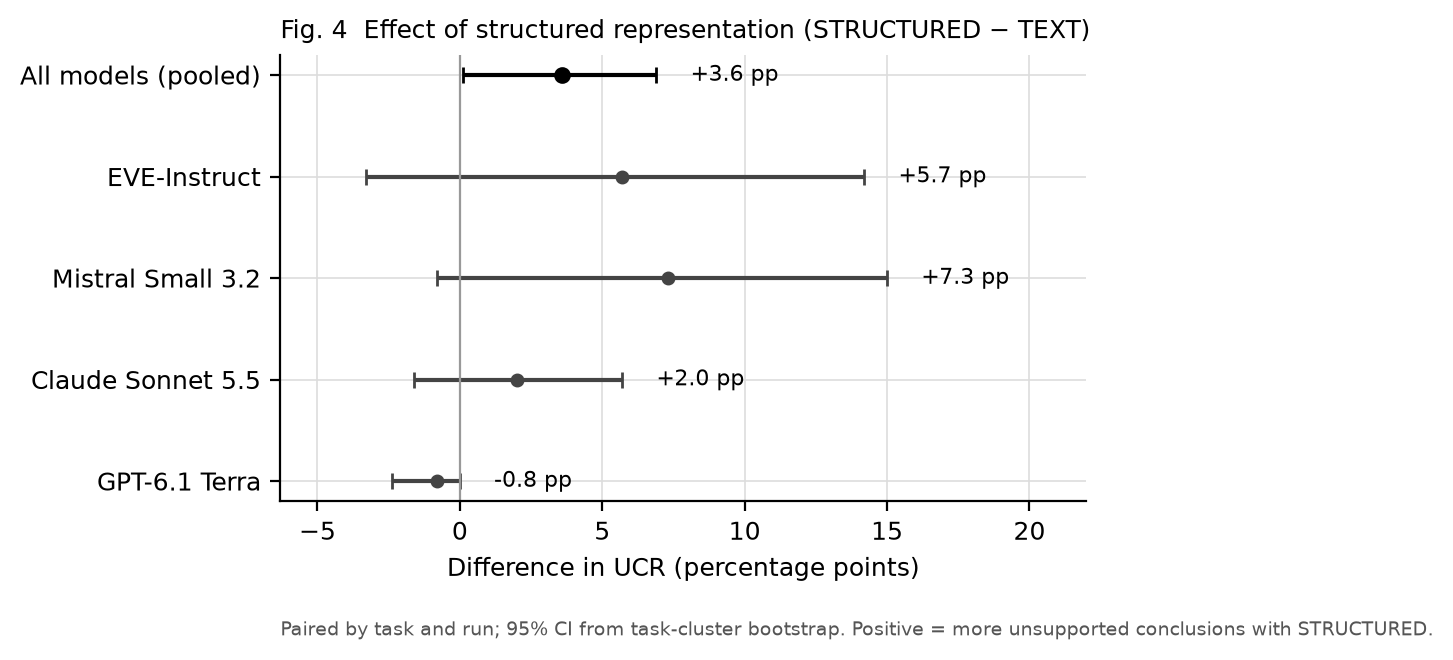 Fig. 4  Effect of structured representation (STRUCTURED − TEXT)
All models (pooled)
+3.6 pp
EVE-Instruct
+5.7 pp
Mistral Small 3.2
+7.3 pp
Claude Sonnet 5.5
+2.0 pp
GPT-6.1 Terra
-0.8 pp
−5 0 5 10 15 20
Difference in UCR (percentage points)
Paired by task and run; 95% CI from task-cluster bootstrap. Positive = more unsupported conclusions with STRUCTURED.